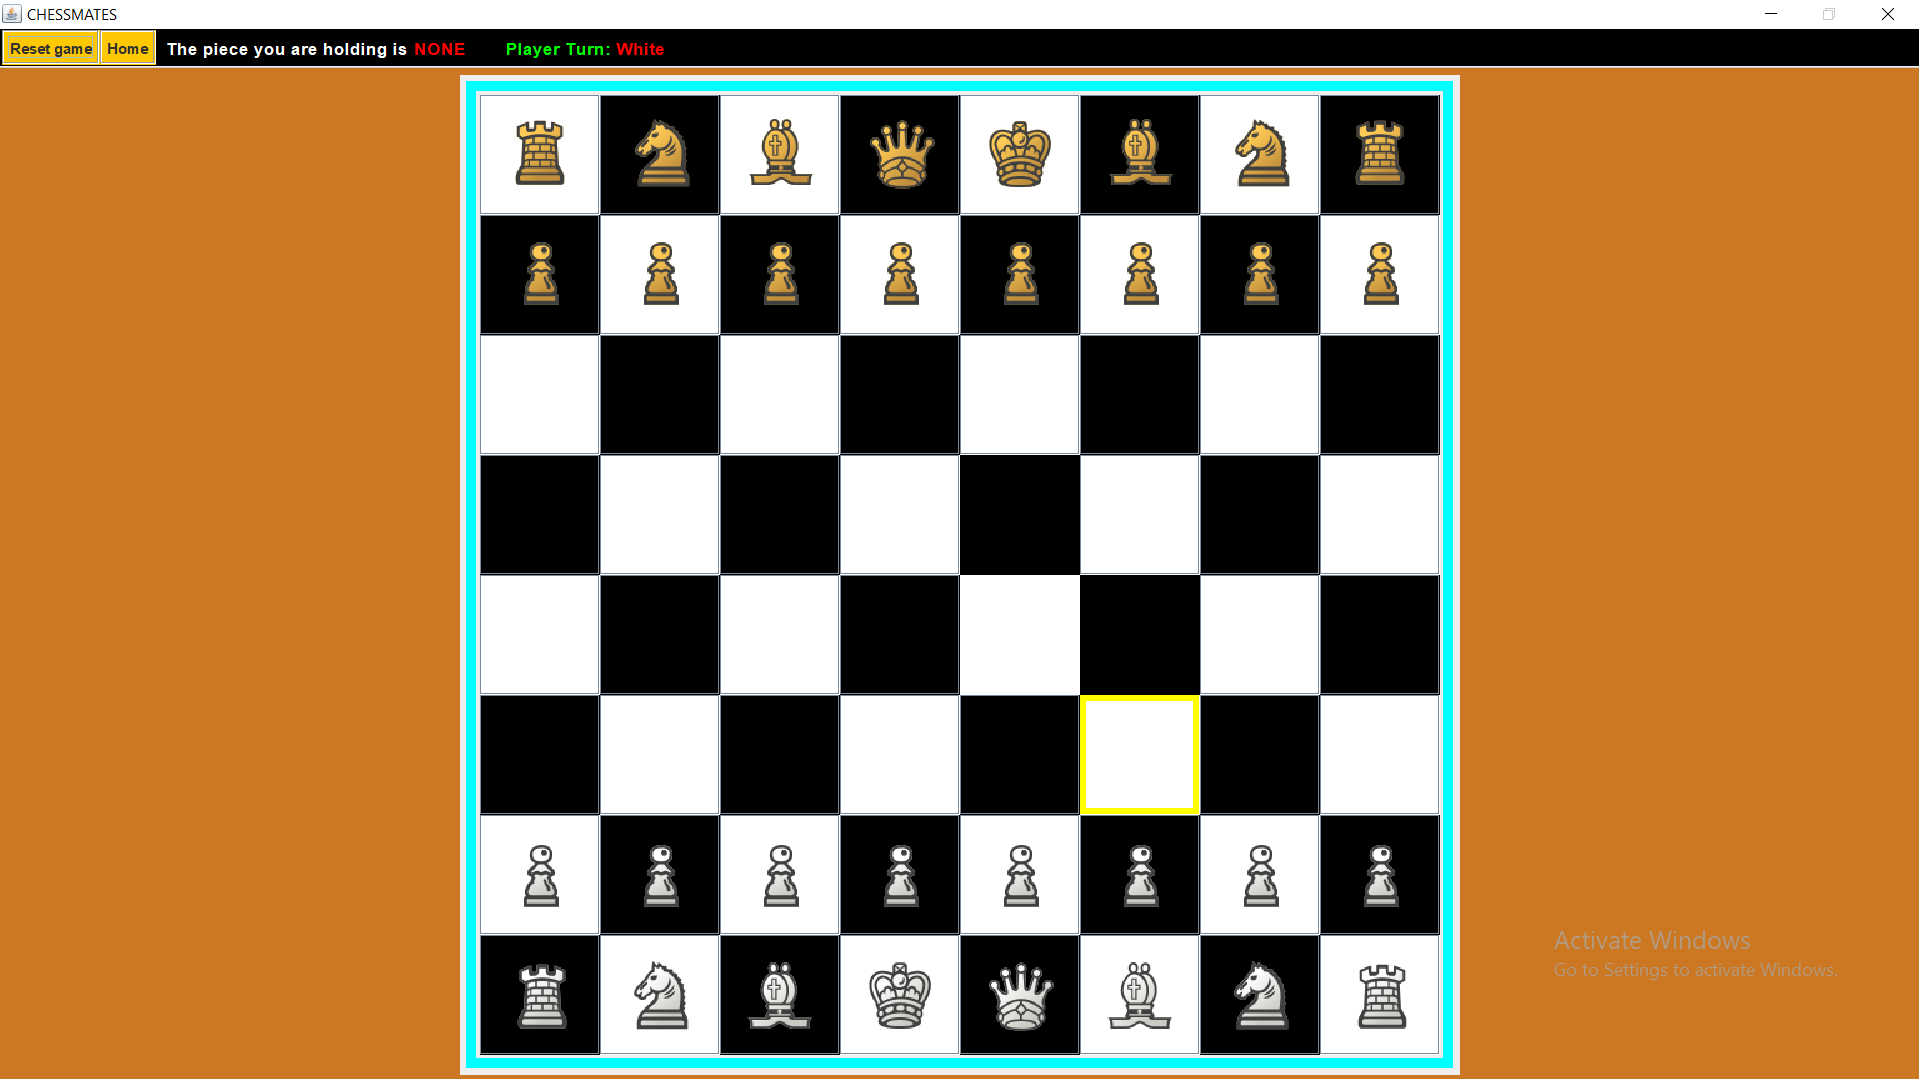 CHESSMATES
Reset game Home The piece you are holding is NONE Player Turn: White
Activate Windows
Go to Settings to activate Windows.